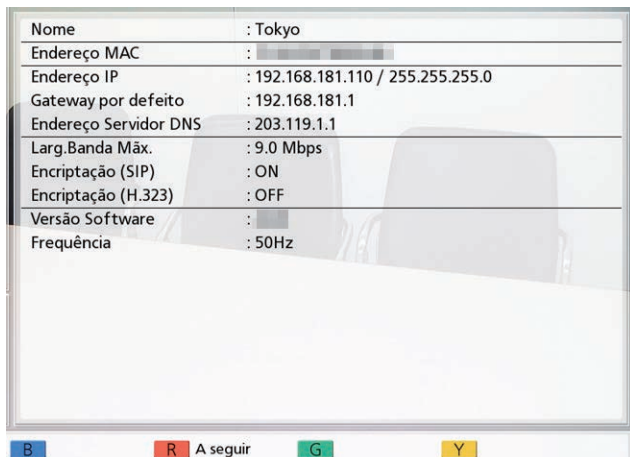 Nome : Tokyo
Endereço MAC :
Endereço IP : 192.168.181.110 / 255.255.255.0
Gateway por defeito : 192.168.181.1
Endereço Servidor DNS : 203.119.1.1
Larg.Banda Máx. : 9.0 Mbps
Encriptação (SIP) : ON
Encriptação (H.323) : OFF
Versão Software :
Frequência : 50Hz
B R A seguir G Y